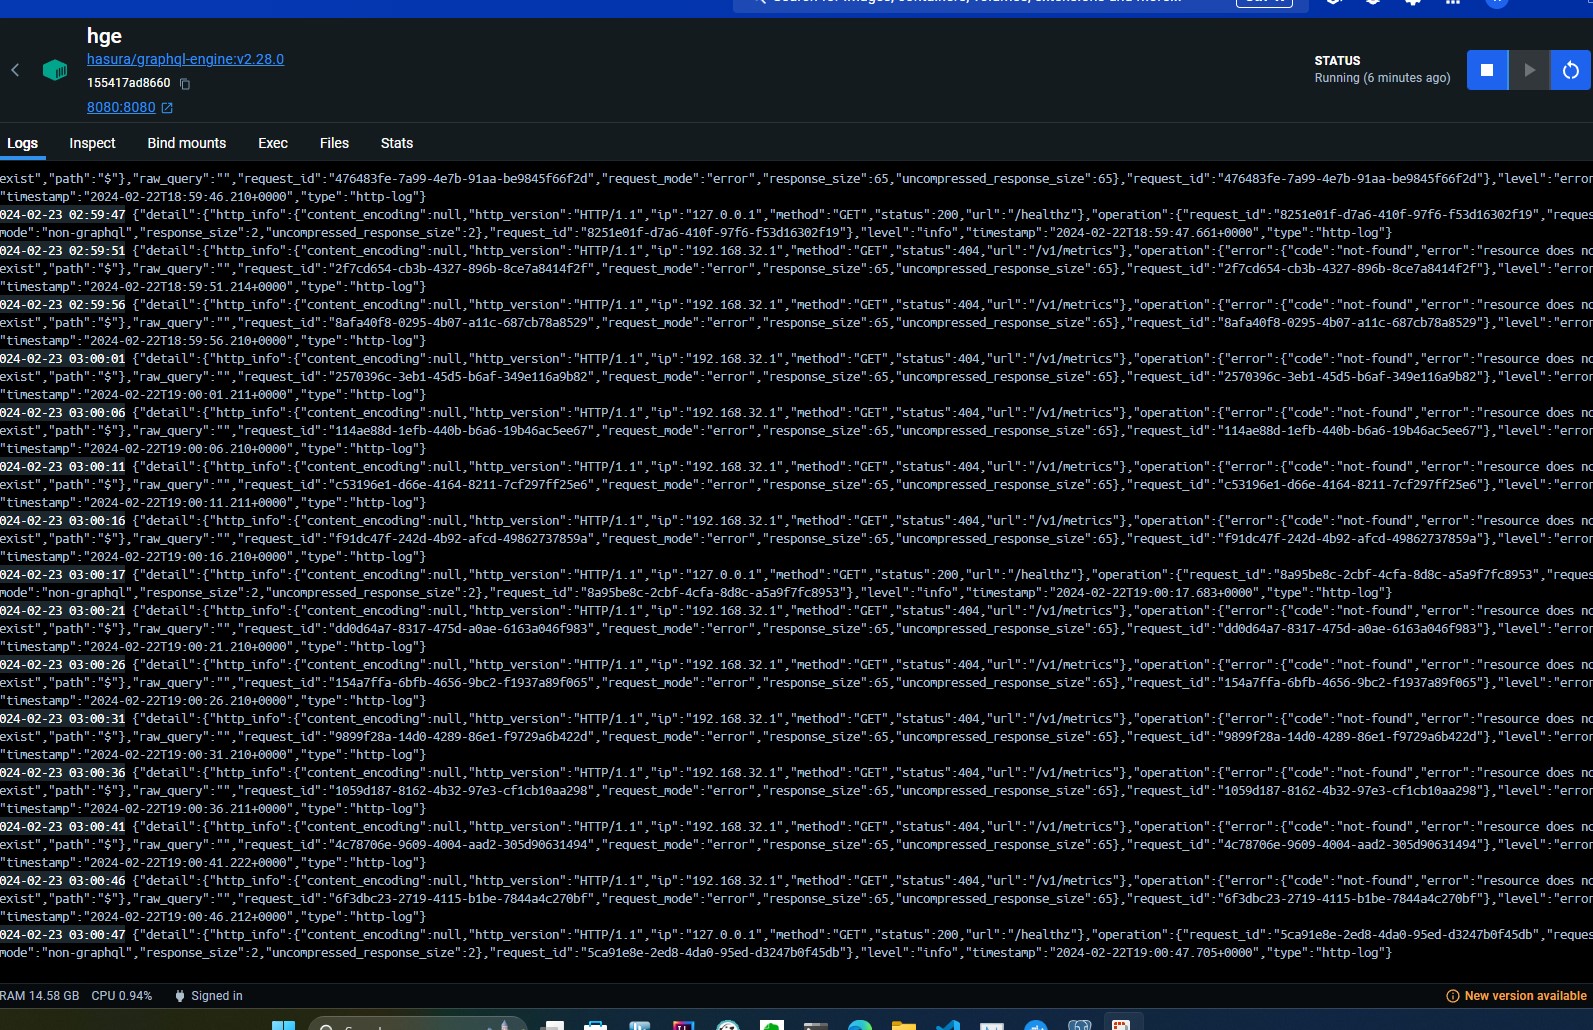 hge
hasura/graphql-engine:v2.28.0
155417ad8660
8080:8080
STATUS
Running (6 minutes ago)
Logs Inspect Bind mounts Exec Files Stats
exist","path":"$"},"raw_query":"","request_id":"476483fe-7a99-4e7b-91aa-be9845f66f2d","request_mode":"error","response_size":65,"uncompressed_response_size":65},"request_id":"476483fe-7a99-4e7b-91aa-be9845f66f2d"},"level":"error
"timestamp":"2024-02-22T18:59:46.210+0000","type":"http-log"}
024-02-23 02:59:47 {"detail":{"http_info":{"content_encoding":null,"http_version":"HTTP/1.1","ip":"127.0.0.1","method":"GET","status":200,"url":"/healthz"},"operation":{"request_id":"8251e01f-d7a6-410f-97f6-f53d16302f19","reques
mode":"non-graphql","response_size":2,"uncompressed_response_size":2},"request_id":"8251e01f-d7a6-410f-97f6-f53d16302f19"},"level":"info","timestamp":"2024-02-22T18:59:47.661+0000","type":"http-log"}
024-02-23 02:59:51 {"detail":{"http_info":{"content_encoding":null,"http_version":"HTTP/1.1","ip":"192.168.32.1","method":"GET","status":404,"url":"/v1/metrics"},"operation":{"error":{"code":"not-found","error":"resource does no
exist","path":"$"},"raw_query":"","request_id":"2f7cd654-cb3b-4327-896b-8ce7a8414f2f","request_mode":"error","response_size":65,"uncompressed_response_size":65},"request_id":"2f7cd654-cb3b-4327-896b-8ce7a8414f2f"},"level":"error
"timestamp":"2024-02-22T18:59:51.214+0000","type":"http-log"}
024-02-23 02:59:56 {"detail":{"http_info":{"content_encoding":null,"http_version":"HTTP/1.1","ip":"192.168.32.1","method":"GET","status":404,"url":"/v1/metrics"},"operation":{"error":{"code":"not-found","error":"resource does no
exist","path":"$"},"raw_query":"","request_id":"8afa40f8-0295-4b07-a11c-687cb78a8529","request_mode":"error","response_size":65,"uncompressed_response_size":65},"request_id":"8afa40f8-0295-4b07-a11c-687cb78a8529"},"level":"error
"timestamp":"2024-02-22T18:59:56.210+0000","type":"http-log"}
024-02-23 03:00:01 {"detail":{"http_info":{"content_encoding":null,"http_version":"HTTP/1.1","ip":"192.168.32.1","method":"GET","status":404,"url":"/v1/metrics"},"operation":{"error":{"code":"not-found","error":"resource does no
exist","path":"$"},"raw_query":"","request_id":"2570396c-3eb1-45d5-b6af-349e116a9b82","request_mode":"error","response_size":65,"uncompressed_response_size":65},"request_id":"2570396c-3eb1-45d5-b6af-349e116a9b82"},"level":"error
"timestamp":"2024-02-22T19:00:01.211+0000","type":"http-log"}
024-02-23 03:00:06 {"detail":{"http_info":{"content_encoding":null,"http_version":"HTTP/1.1","ip":"192.168.32.1","method":"GET","status":404,"url":"/v1/metrics"},"operation":{"error":{"code":"not-found","error":"resource does no
exist","path":"$"},"raw_query":"","request_id":"114ae88d-1efb-440b-b6a6-19b46ac5ee67","request_mode":"error","response_size":65,"uncompressed_response_size":65},"request_id":"114ae88d-1efb-440b-b6a6-19b46ac5ee67"},"level":"error
"timestamp":"2024-02-22T19:00:06.210+0000","type":"http-log"}
024-02-23 03:00:11 {"detail":{"http_info":{"content_encoding":null,"http_version":"HTTP/1.1","ip":"192.168.32.1","method":"GET","status":404,"url":"/v1/metrics"},"operation":{"error":{"code":"not-found","error":"resource does no
exist","path":"$"},"raw_query":"","request_id":"c53196e1-d66e-4164-8211-7cf297ff25e6","request_mode":"error","response_size":65,"uncompressed_response_size":65},"request_id":"c53196e1-d66e-4164-8211-7cf297ff25e6"},"level":"error
"timestamp":"2024-02-22T19:00:11.211+0000","type":"http-log"}
024-02-23 03:00:16 {"detail":{"http_info":{"content_encoding":null,"http_version":"HTTP/1.1","ip":"192.168.32.1","method":"GET","status":404,"url":"/v1/metrics"},"operation":{"error":{"code":"not-found","error":"resource does no
exist","path":"$"},"raw_query":"","request_id":"f91dc47f-242d-4b92-afcd-49862737859a","request_mode":"error","response_size":65,"uncompressed_response_size":65},"request_id":"f91dc47f-242d-4b92-afcd-49862737859a"},"level":"error
"timestamp":"2024-02-22T19:00:16.210+0000","type":"http-log"}
024-02-23 03:00:17 {"detail":{"http_info":{"content_encoding":null,"http_version":"HTTP/1.1","ip":"127.0.0.1","method":"GET","status":200,"url":"/healthz"},"operation":{"request_id":"8a95be8c-2cbf-4cfa-8d8c-a5a9f7fc8953","reques
mode":"non-graphql","response_size":2,"uncompressed_response_size":2},"request_id":"8a95be8c-2cbf-4cfa-8d8c-a5a9f7fc8953"},"level":"info","timestamp":"2024-02-22T19:00:17.683+0000","type":"http-log"}
024-02-23 03:00:21 {"detail":{"http_info":{"content_encoding":null,"http_version":"HTTP/1.1","ip":"192.168.32.1","method":"GET","status":404,"url":"/v1/metrics"},"operation":{"error":{"code":"not-found","error":"resource does no
exist","path":"$"},"raw_query":"","request_id":"dd0d64a7-8317-475d-a0ae-6163a046f983","request_mode":"error","response_size":65,"uncompressed_response_size":65},"request_id":"dd0d64a7-8317-475d-a0ae-6163a046f983"},"level":"error
"timestamp":"2024-02-22T19:00:21.210+0000","type":"http-log"}
024-02-23 03:00:26 {"detail":{"http_info":{"content_encoding":null,"http_version":"HTTP/1.1","ip":"192.168.32.1","method":"GET","status":404,"url":"/v1/metrics"},"operation":{"error":{"code":"not-found","error":"resource does no
exist","path":"$"},"raw_query":"","request_id":"154a7ffa-6bfb-4656-9bc2-f1937a89f065","request_mode":"error","response_size":65,"uncompressed_response_size":65},"request_id":"154a7ffa-6bfb-4656-9bc2-f1937a89f065"},"level":"error
"timestamp":"2024-02-22T19:00:26.210+0000","type":"http-log"}
024-02-23 03:00:31 {"detail":{"http_info":{"content_encoding":null,"http_version":"HTTP/1.1","ip":"192.168.32.1","method":"GET","status":404,"url":"/v1/metrics"},"operation":{"error":{"code":"not-found","error":"resource does no
exist","path":"$"},"raw_query":"","request_id":"9899f28a-14d0-4289-86e1-f9729a6b422d","request_mode":"error","response_size":65,"uncompressed_response_size":65},"request_id":"9899f28a-14d0-4289-86e1-f9729a6b422d"},"level":"error
"timestamp":"2024-02-22T19:00:31.210+0000","type":"http-log"}
024-02-23 03:00:36 {"detail":{"http_info":{"content_encoding":null,"http_version":"HTTP/1.1","ip":"192.168.32.1","method":"GET","status":404,"url":"/v1/metrics"},"operation":{"error":{"code":"not-found","error":"resource does no
exist","path":"$"},"raw_query":"","request_id":"1059d187-8162-4b32-97e3-cf1cb10aa298","request_mode":"error","response_size":65,"uncompressed_response_size":65},"request_id":"1059d187-8162-4b32-97e3-cf1cb10aa298"},"level":"error
"timestamp":"2024-02-22T19:00:36.211+0000","type":"http-log"}
024-02-23 03:00:41 {"detail":{"http_info":{"content_encoding":null,"http_version":"HTTP/1.1","ip":"192.168.32.1","method":"GET","status":404,"url":"/v1/metrics"},"operation":{"error":{"code":"not-found","error":"resource does no
exist","path":"$"},"raw_query":"","request_id":"4c78706e-9609-4004-aad2-305d90631494","request_mode":"error","response_size":65,"uncompressed_response_size":65},"request_id":"4c78706e-9609-4004-aad2-305d90631494"},"level":"error
"timestamp":"2024-02-22T19:00:41.222+0000","type":"http-log"}
024-02-23 03:00:46 {"detail":{"http_info":{"content_encoding":null,"http_version":"HTTP/1.1","ip":"192.168.32.1","method":"GET","status":404,"url":"/v1/metrics"},"operation":{"error":{"code":"not-found","error":"resource does no
exist","path":"$"},"raw_query":"","request_id":"6f3dbc23-2719-4115-b1be-7844a4c270bf","request_mode":"error","response_size":65,"uncompressed_response_size":65},"request_id":"6f3dbc23-2719-4115-b1be-7844a4c270bf"},"level":"error
"timestamp":"2024-02-22T19:00:46.212+0000","type":"http-log"}
024-02-23 03:00:47 {"detail":{"http_info":{"content_encoding":null,"http_version":"HTTP/1.1","ip":"127.0.0.1","method":"GET","status":200,"url":"/healthz"},"operation":{"request_id":"5ca91e8e-2ed8-4da0-95ed-d3247b0f45db","reques
mode":"non-graphql","response_size":2,"uncompressed_response_size":2},"request_id":"5ca91e8e-2ed8-4da0-95ed-d3247b0f45db"},"level":"info","timestamp":"2024-02-22T19:00:47.705+0000","type":"http-log"}
RAM 14.58 GB CPU 0.94% Signed in
New version available